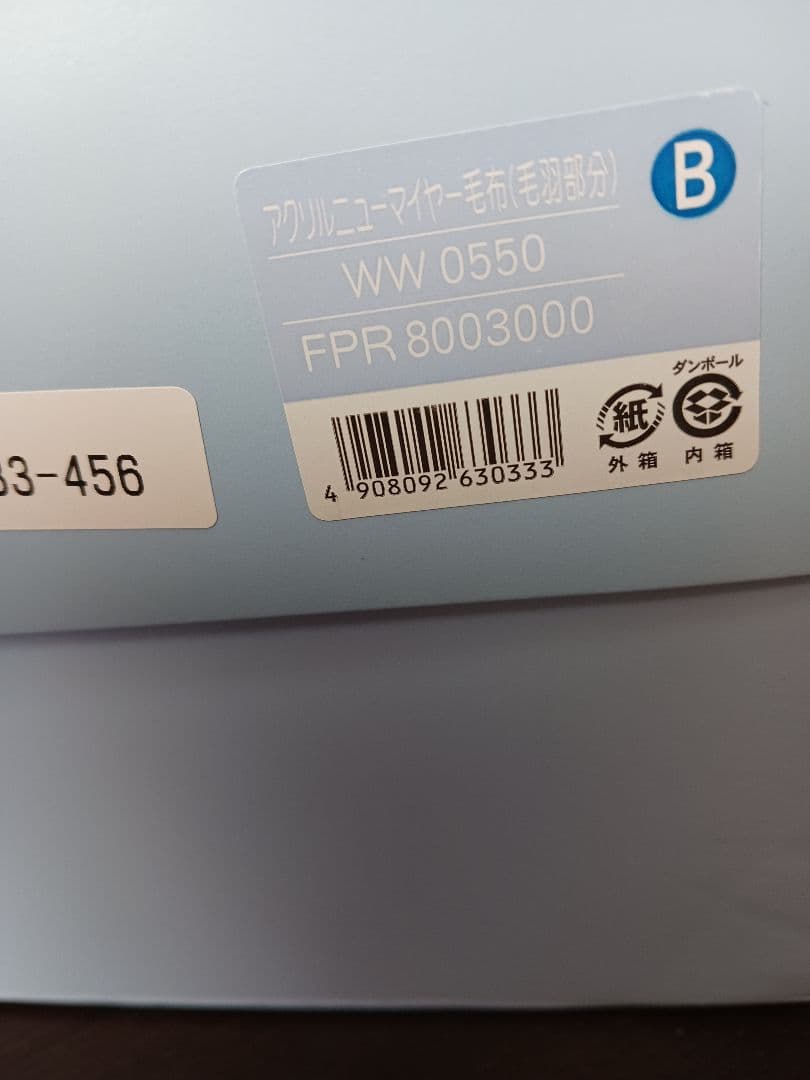 アクリルニューマイヤー毛布(毛羽部分)
B
WW 0550
FPR 8003000
ダンボール
紙
外箱 内箱
4 908092 630333
33-456